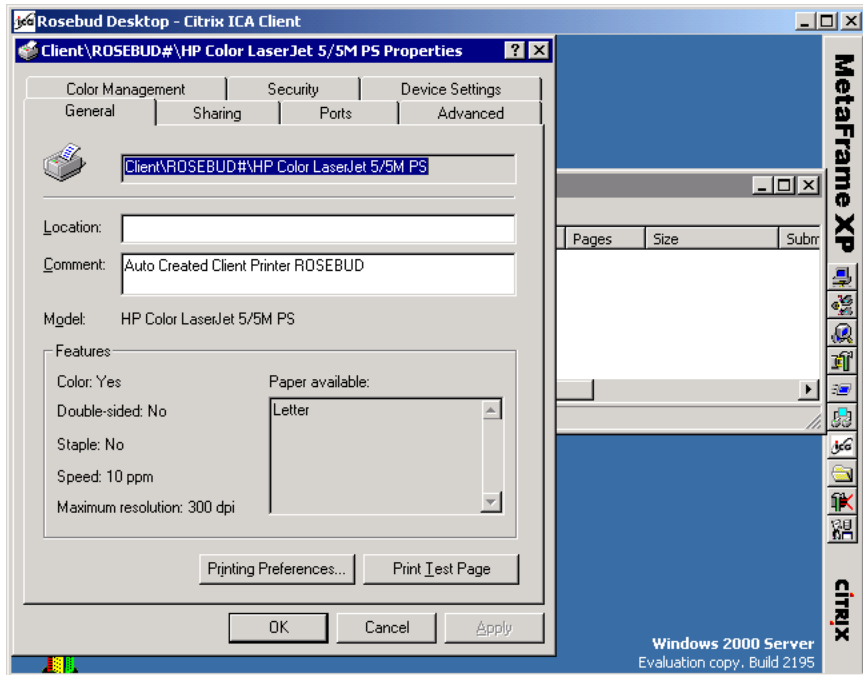 Rosebud Desktop - Citrix ICA Client
Client\ROSEBUD#\HP Color LaserJet 5/5M PS Properties
Color Management Security Device Settings
General Sharing Ports Advanced
Client\ROSEBUD#\HP Color LaserJet 5/5M PS
Location:
Comment: Auto Created Client Printer ROSEBUD
Model: HP Color LaserJet 5/5M PS
Features
Color: Yes Paper available:
Double-sided: No Letter
Staple: No
Speed: 10 ppm
Maximum resolution: 300 dpi
Printing Preferences... Print Test Page
OK Cancel Apply
Pages Size Subm
MetaFrame XP
ica
CITRIX
Windows 2000 Server
Evaluation copy. Build 2195